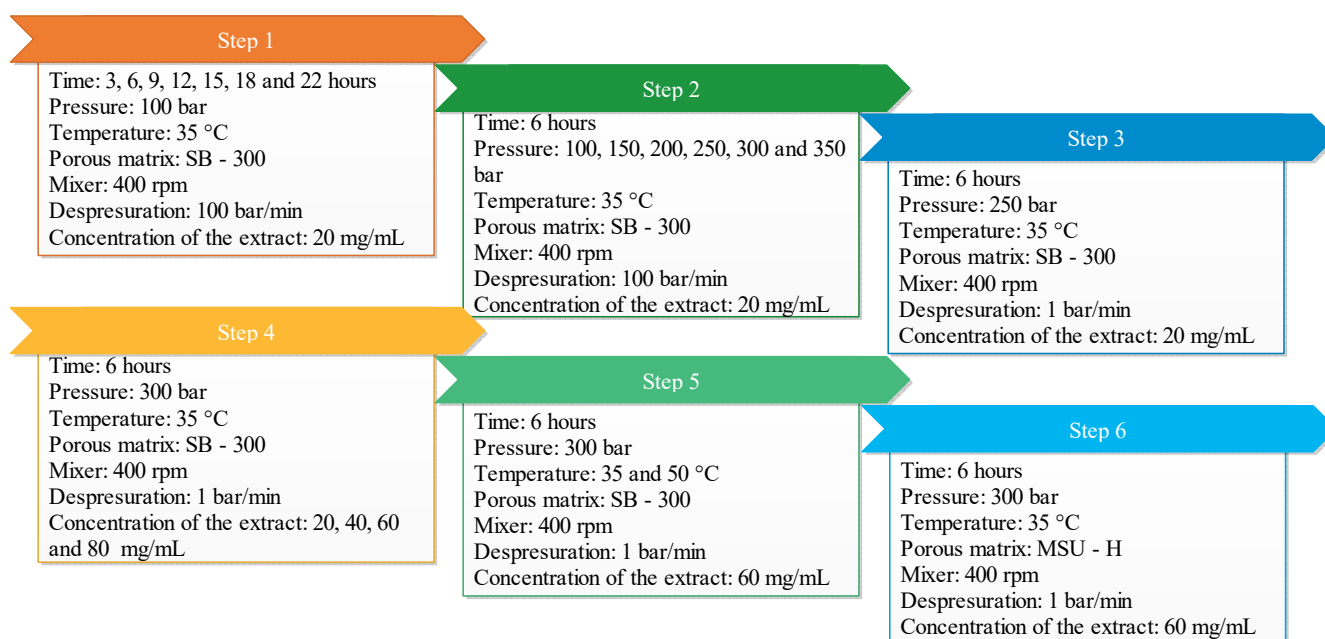 Step 1
Time: 3, 6, 9, 12, 15, 18 and 22 hours
Pressure: 100 bar
Temperature: 35 °C
Porous matrix: SB - 300
Mixer: 400 rpm
Despresuration: 100 bar/min
Concentration of the extract: 20 mg/mL
Step 2
Time: 6 hours
Pressure: 100, 150, 200, 250, 300 and 350
bar
Temperature: 35 °C
Porous matrix: SB - 300
Mixer: 400 rpm
Despresuration: 100 bar/min
Concentration of the extract: 20 mg/mL
Step 3
Time: 6 hours
Pressure: 250 bar
Temperature: 35 °C
Porous matrix: SB - 300
Mixer: 400 rpm
Despresuration: 1 bar/min
Concentration of the extract: 20 mg/mL
Step 4
Time: 6 hours
Pressure: 300 bar
Temperature: 35 °C
Porous matrix: SB - 300
Mixer: 400 rpm
Despresuration: 1 bar/min
Concentration of the extract: 20, 40, 60
and 80 mg/mL
Step 5
Time: 6 hours
Pressure: 300 bar
Temperature: 35 and 50 °C
Porous matrix: SB - 300
Mixer: 400 rpm
Despresuration: 1 bar/min
Concentration of the extract: 60 mg/mL
Step 6
Time: 6 hours
Pressure: 300 bar
Temperature: 35 °C
Porous matrix: MSU - H
Mixer: 400 rpm
Despresuration: 1 bar/min
Concentration of the extract: 60 mg/mL